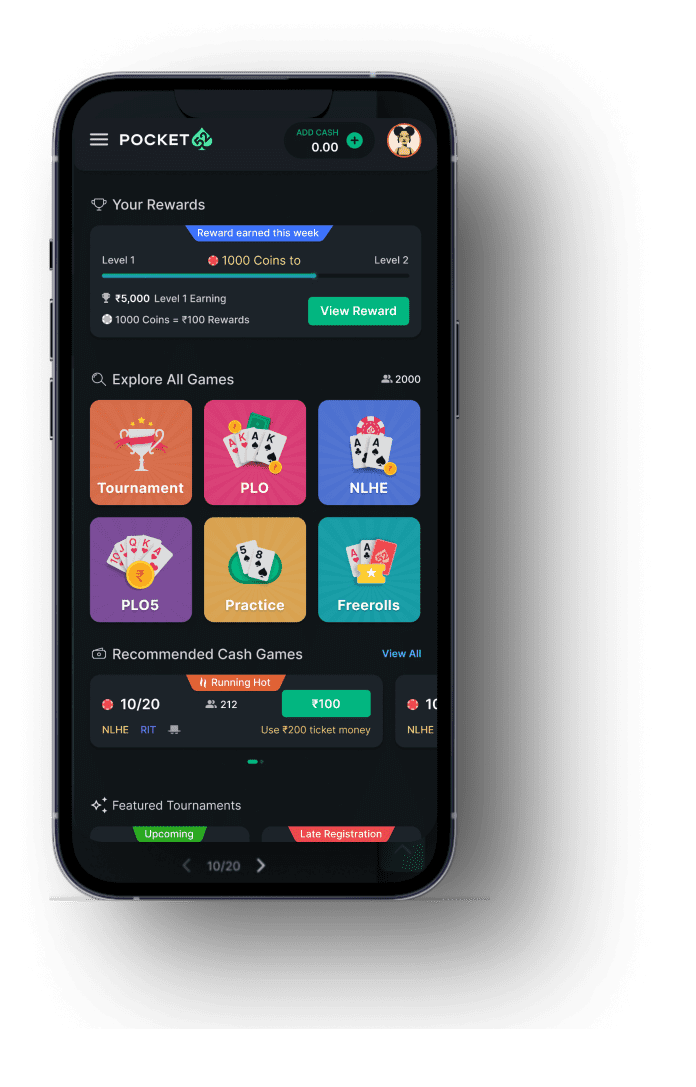 POCKET
ADD CASH
0.00
Your Rewards
Reward earned this week
Level 1
1000 Coins to
Level 2
₹5,000 Level 1 Earning
1000 Coins = ₹100 Rewards
View Reward
Explore All Games
2000
Tournament
PLO
NLHE
PLO5
Practice
Freerolls
Recommended Cash Games
View All
Running Hot
10/20
212
₹100
NLHE RIT
Use ₹200 ticket money
NLHE
Featured Tournaments
Upcoming
Late Registration
10/20